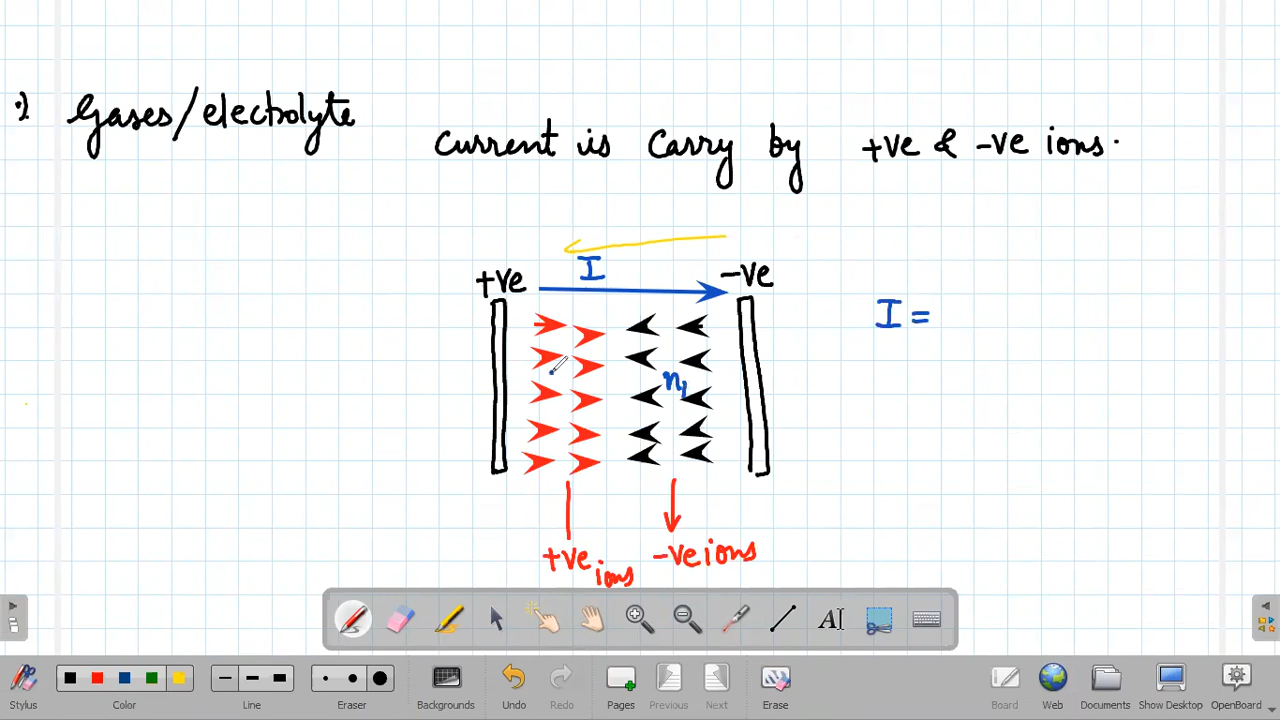 •) Gases/electrolyte
Current is Carry by +ve & -ve ions.
+ve I -ve
I =
n1
+ve ions -ve ions
Stylus Color Line Eraser Backgrounds Undo Redo Pages Previous Next Erase Board Web Documents Show Desktop OpenBoard